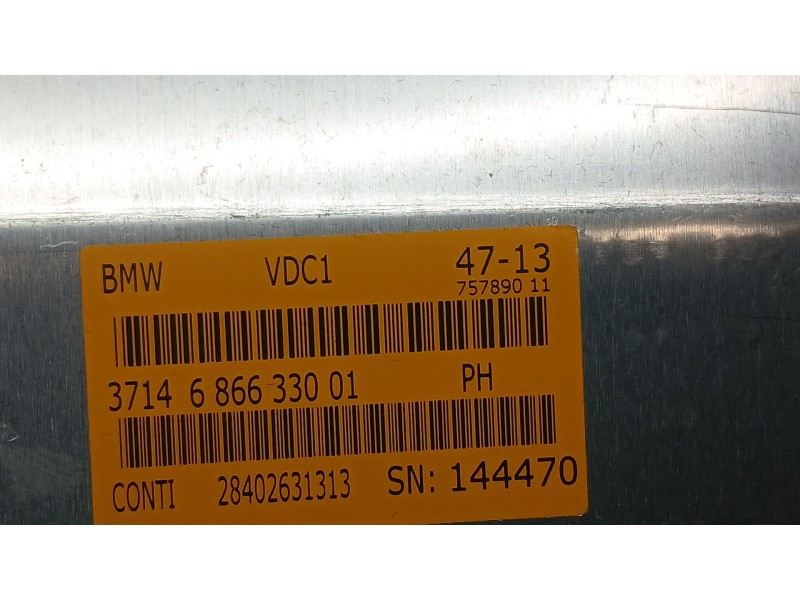 BMW VDC1 47-13
757890 11
3714 6 866 330 01 PH
CONTI 28402631313 SN: 144470